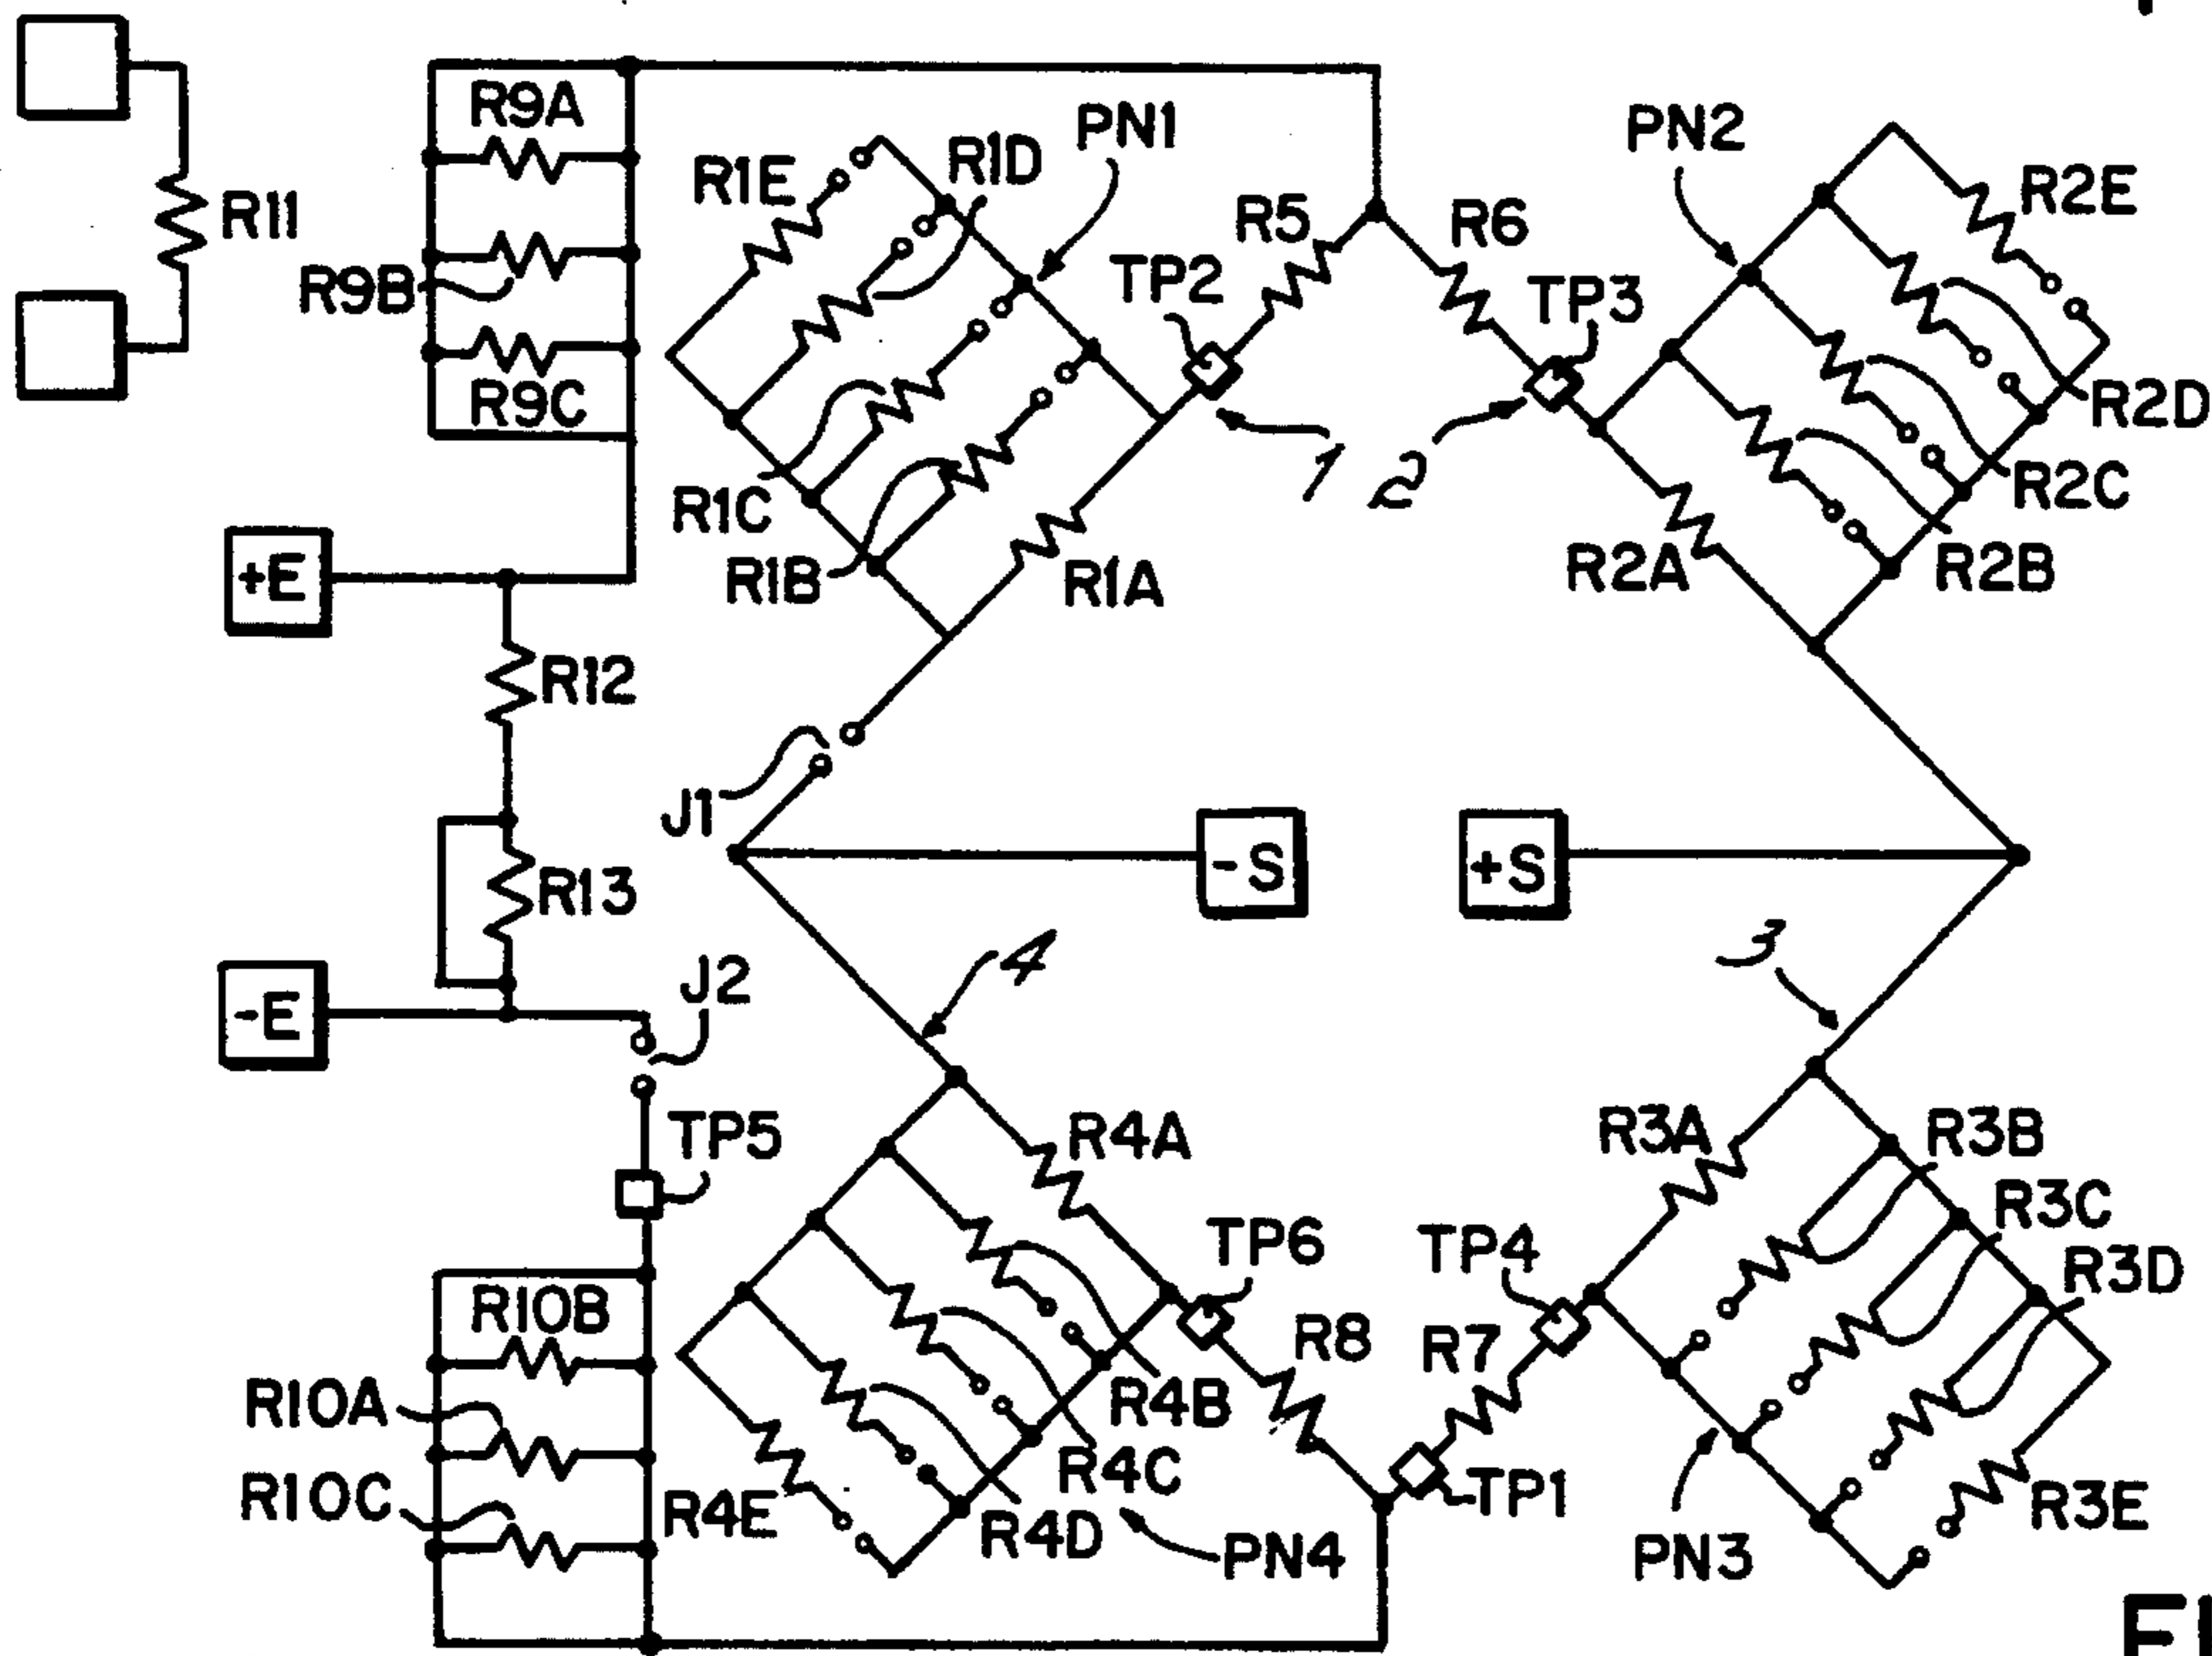 R11
R9A
R9B
R9C
R1E
R1D
PN1
R5
R6
TP2
TP3
PN2
R2E
R2D
R2C
R2B
R2A
1
2
R1C
R1B
R1A
+E
R12
R13
-E
J1
J2
-S
+S
4
3
TP5
R10B
R10A
R10C
R4A
R4B
R4C
R4D
R4E
PN4
TP6
R8
TP4
R7
TP1
R3A
R3B
R3C
R3D
R3E
PN3